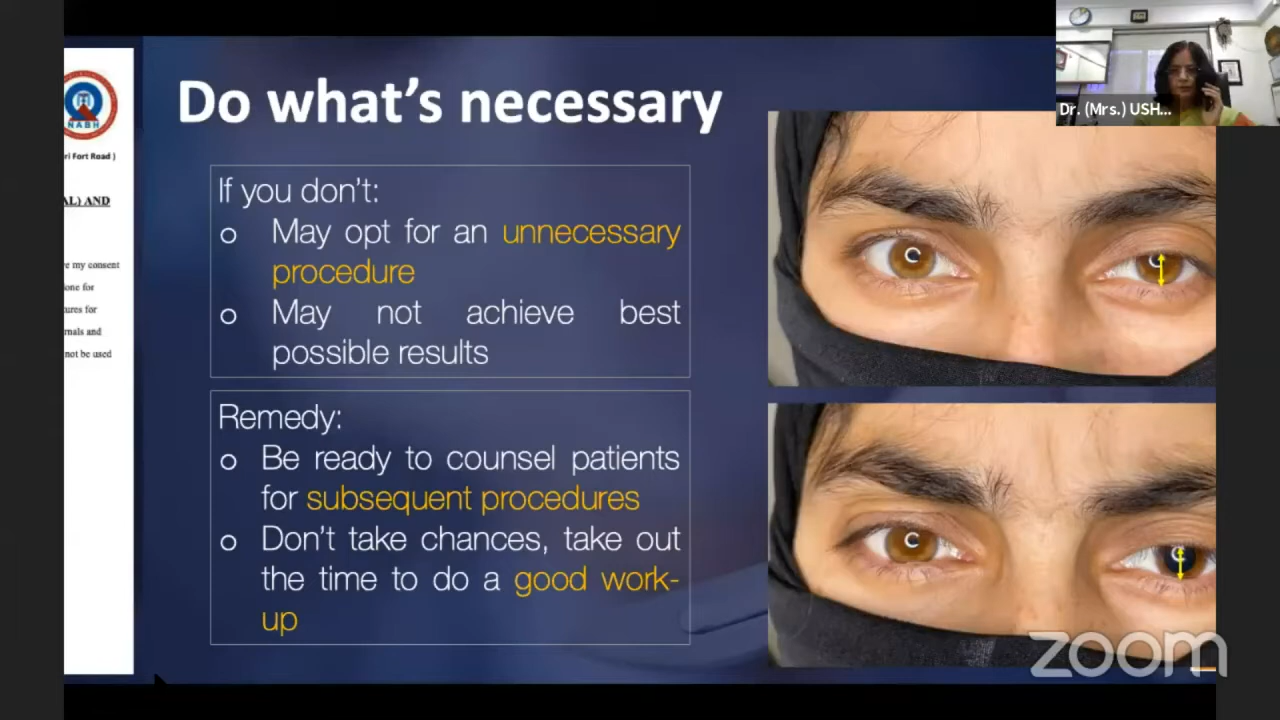 Do what's necessary
If you don't:
o May opt for an unnecessary
procedure
o May not achieve best
possible results
Remedy:
o Be ready to counsel patients
for subsequent procedures
o Don't take chances, take out
the time to do a good work-
up
NABH
ri Fort Road )
AL) AND
e my consent
one for
ures for
rnals and
not be used
Dr. (Mrs.) USH...
zoom